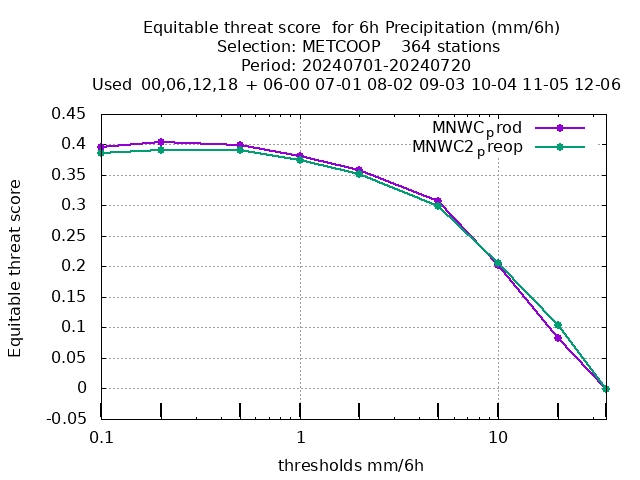 Equitable threat score  for 6h Precipitation (mm/6h)
Selection: METCOOP    364 stations
Period: 20240701-20240720
Used  00,06,12,18  + 06-00 07-01 08-02 09-03 10-04 11-05 12-06
MNWCprod
MNWC2preop
0.45
0.4
0.35
0.3
0.25
0.2
0.15
0.1
0.05
0
-0.05
Equitable threat score
0.1 1 10
thresholds mm/6h